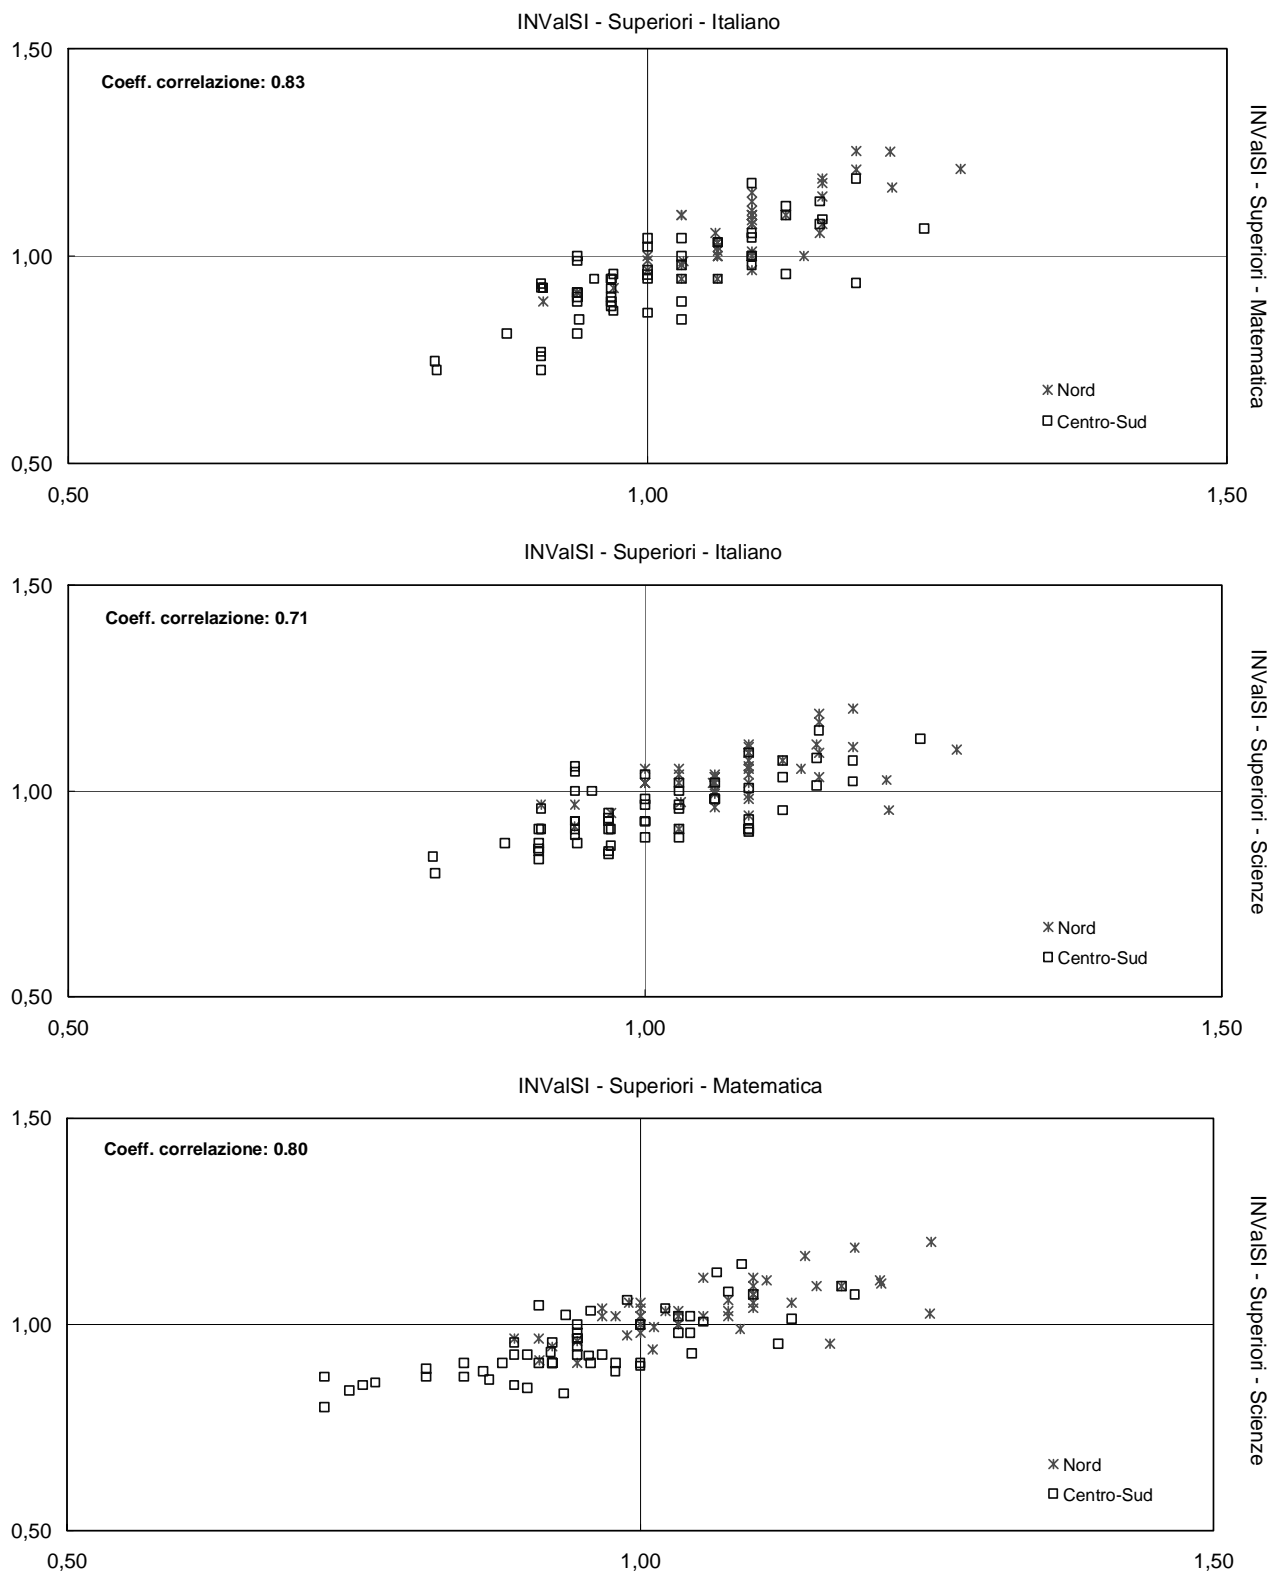 INValSI - Superiori - Italiano
1,50
Coeff. correlazione: 0.83
1,00
INValSI - Superiori - Matematica
Nord
Centro-Sud
0,50
0,50
1,00
1,50
INValSI - Superiori - Italiano
1,50
Coeff. correlazione: 0.71
1,00
INValSI - Superiori - Scienze
Nord
Centro-Sud
0,50
0,50
1,00
1,50
INValSI - Superiori - Matematica
1,50
Coeff. correlazione: 0.80
1,00
INValSI - Superiori - Scienze
Nord
Centro-Sud
0,50
0,50
1,00
1,50